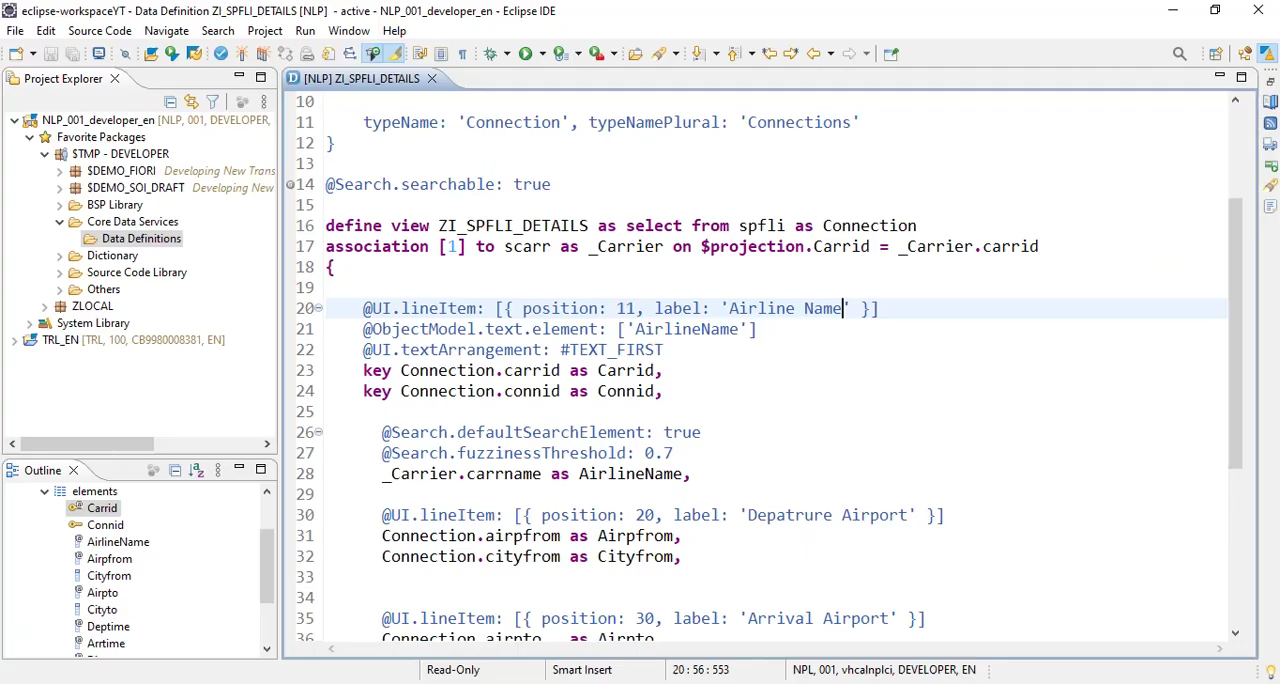 eclipse-workspaceYT - Data Definition ZI_SPFLI_DETAILS [NLP] - active - NLP_001_developer_en - Eclipse IDE
File Edit Source Code Navigate Search Project Run Window Help
Project Explorer
NLP_001_developer_en [NLP, 001, DEVELOPER,
Favorite Packages
$TMP - DEVELOPER
$DEMO_FIORI Developing New Trans
$DEMO_SOI_DRAFT Developing New
BSP Library
Core Data Services
Data Definitions
Dictionary
Source Code Library
Others
ZLOCAL
System Library
TRL_EN [TRL, 100, CB9980008381, EN]
Outline
elements
Carrid
Connid
AirlineName
Airpfrom
Cityfrom
Airpto
Cityto
Deptime
Arrtime
[NLP] ZI_SPFLI_DETAILS
10
11 typeName: 'Connection', typeNamePlural: 'Connections'
12 }
13
14 @Search.searchable: true
15
16 define view ZI_SPFLI_DETAILS as select from spfli as Connection
17 association [1] to scarr as _Carrier on $projection.Carrid = _Carrier.carrid
18 {
19
20 @UI.lineItem: [{ position: 11, label: 'Airline Name' }]
21 @ObjectModel.text.element: ['AirlineName']
22 @UI.textArrangement: #TEXT_FIRST
23 key Connection.carrid as Carrid,
24 key Connection.connid as Connid,
25
26 @Search.defaultSearchElement: true
27 @Search.fuzzinessThreshold: 0.7
28 _Carrier.carrname as AirlineName,
29
30 @UI.lineItem: [{ position: 20, label: 'Depatrure Airport' }]
31 Connection.airpfrom as Airpfrom,
32 Connection.cityfrom as Cityfrom,
33
34
35 @UI.lineItem: [{ position: 30, label: 'Arrival Airport' }]
36 Connection.airpto as Airpto
Read-Only Smart Insert 20 : 56 : 553 NPL, 001, vhcalnplci, DEVELOPER, EN